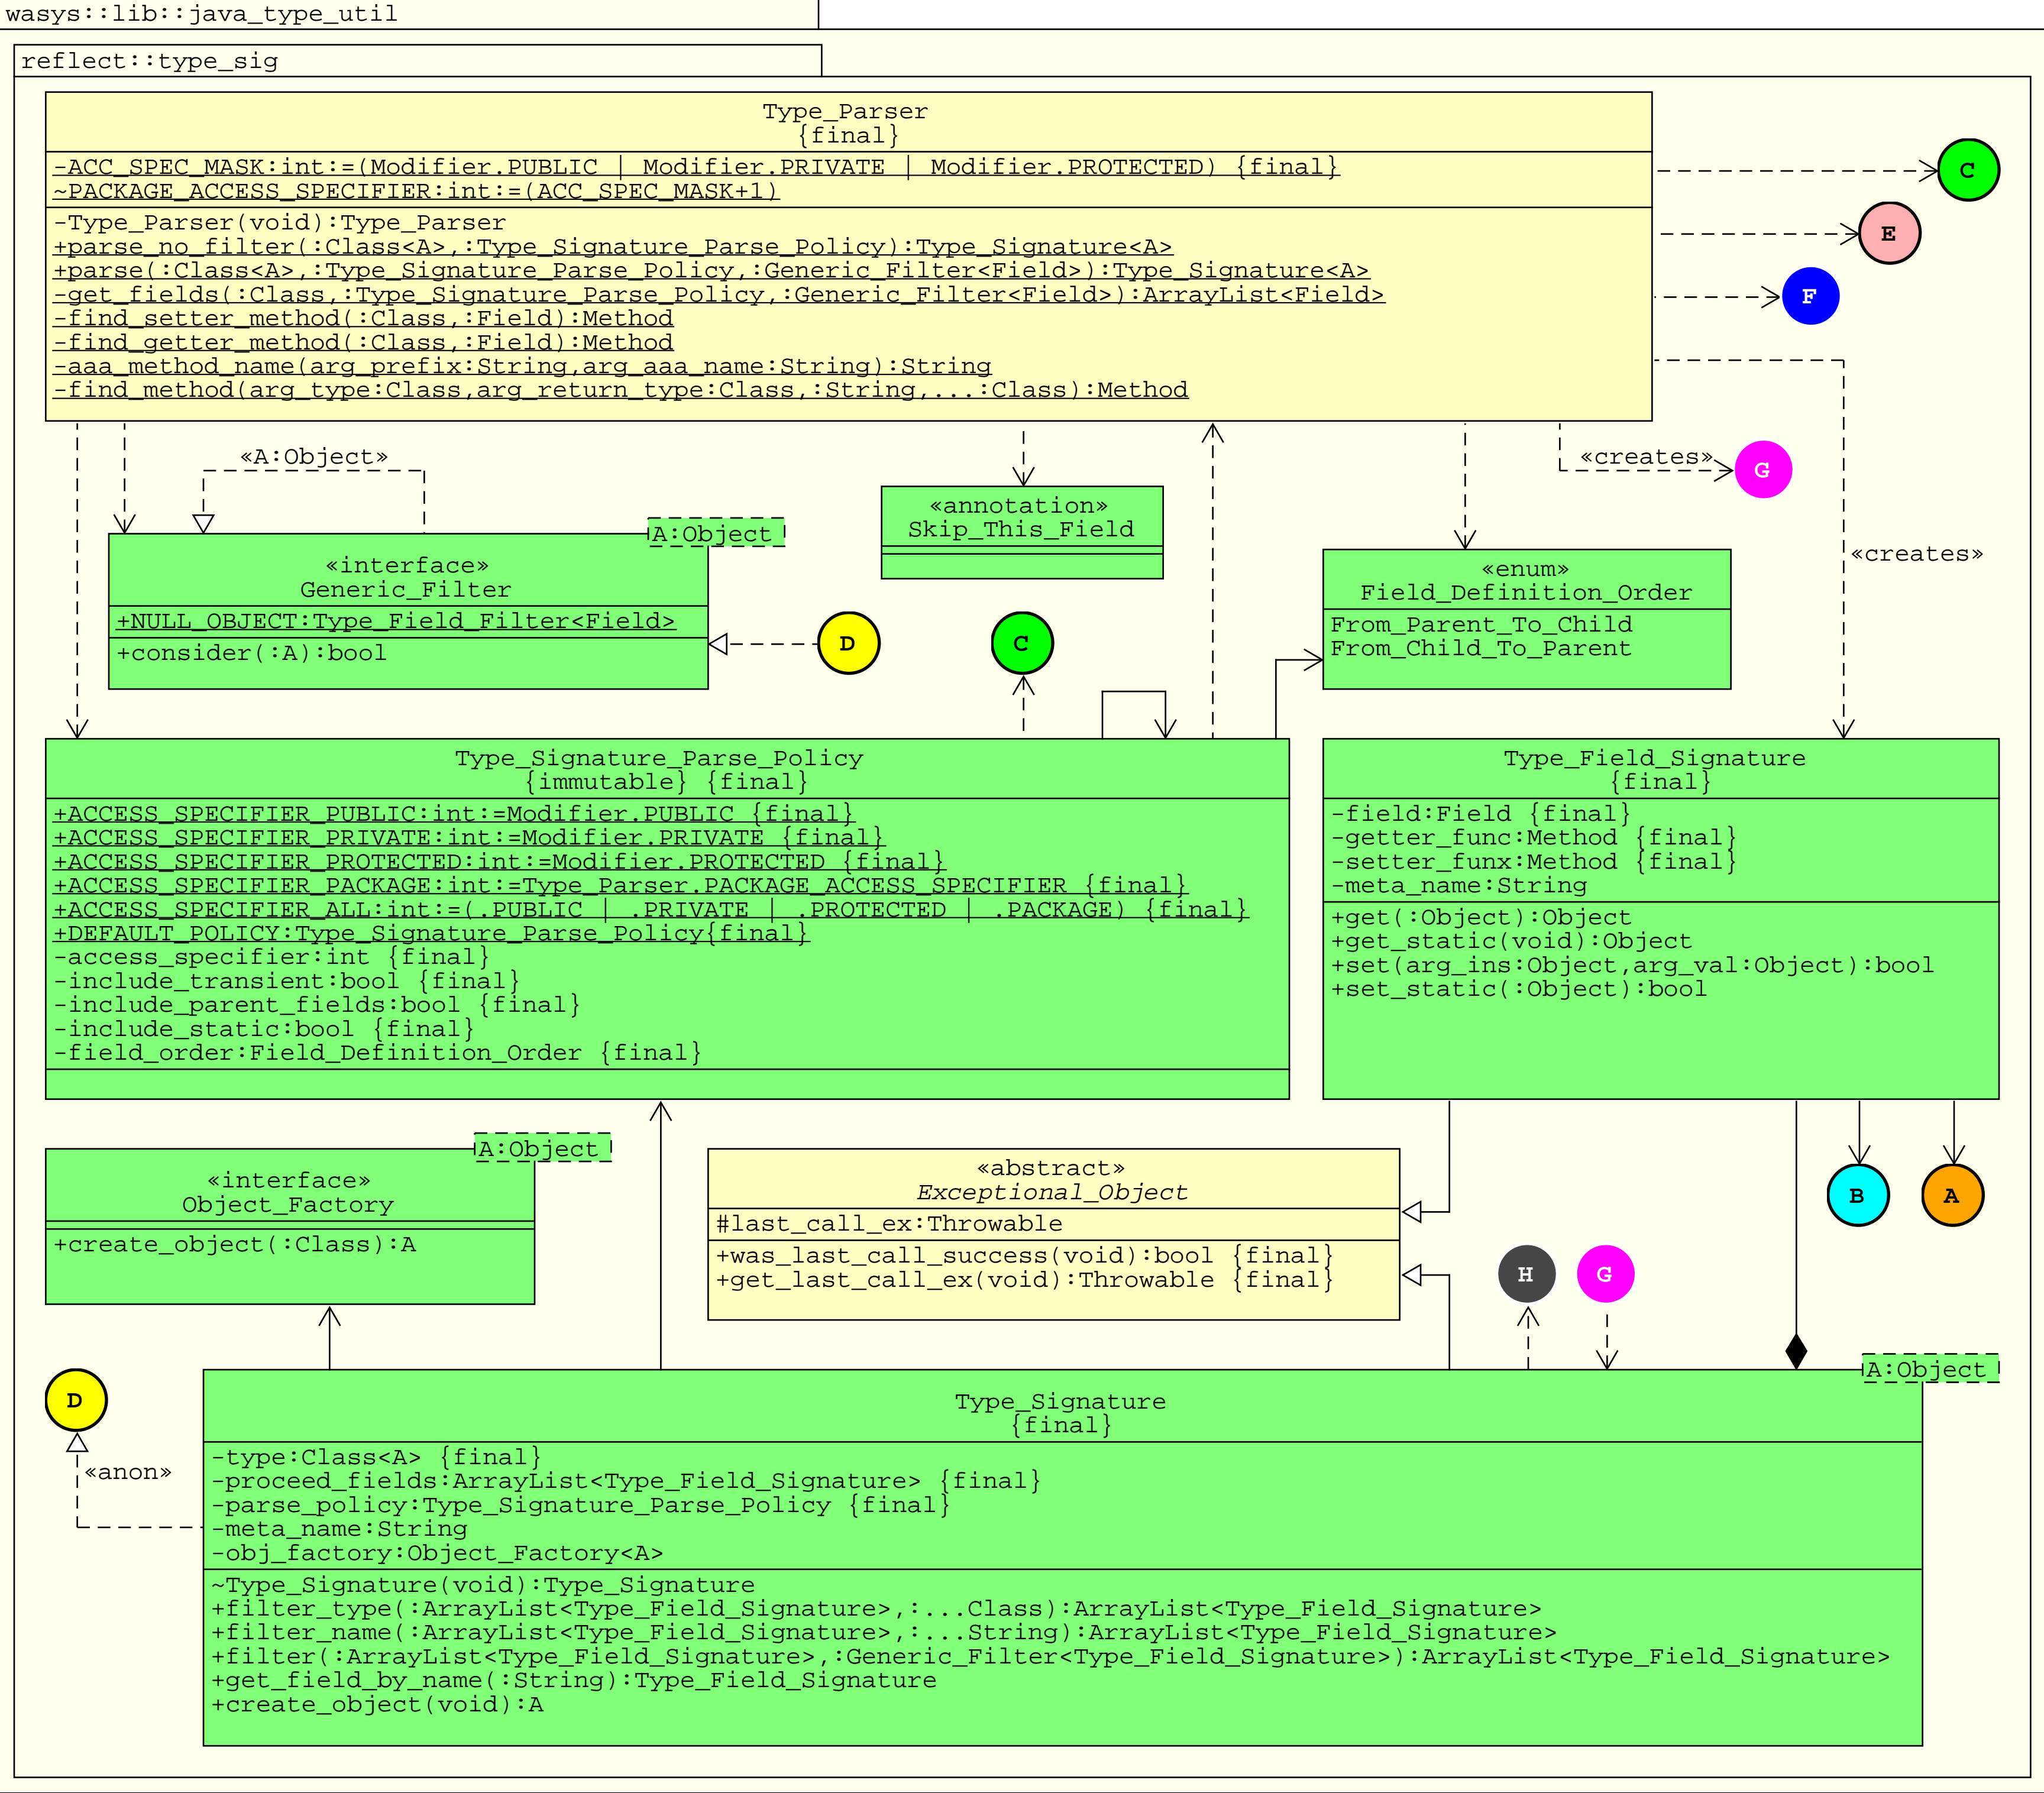 wasys::lib::java_type_util
reflect::type_sig
Type_Parser
{final}
-ACC_SPEC_MASK:int:=(Modifier.PUBLIC | Modifier.PRIVATE | Modifier.PROTECTED) {final}
~PACKAGE_ACCESS_SPECIFIER:int:=(ACC_SPEC_MASK+1)
-Type_Parser(void):Type_Parser
+parse_no_filter(:Class<A>,:Type_Signature_Parse_Policy):Type_Signature<A>
+parse(:Class<A>,:Type_Signature_Parse_Policy,:Generic_Filter<Field>):Type_Signature<A>
-get_fields(:Class,:Type_Signature_Parse_Policy,:Generic_Filter<Field>):ArrayList<Field>
-find_setter_method(:Class,:Field):Method
-find_getter_method(:Class,:Field):Method
-aaa_method_name(arg_prefix:String,arg_aaa_name:String):String
-find_method(arg_type:Class,arg_return_type:Class,:String,...:Class):Method
C
E
F
«A:Object»
«creates»
G
«creates»
A:Object
«interface»
Generic_Filter
+NULL_OBJECT:Type_Field_Filter<Field>
+consider(:A):bool
D
«annotation»
Skip_This_Field
C
«enum»
Field_Definition_Order
From_Parent_To_Child
From_Child_To_Parent
Type_Signature_Parse_Policy
{immutable} {final}
+ACCESS_SPECIFIER_PUBLIC:int:=Modifier.PUBLIC {final}
+ACCESS_SPECIFIER_PRIVATE:int:=Modifier.PRIVATE {final}
+ACCESS_SPECIFIER_PROTECTED:int:=Modifier.PROTECTED {final}
+ACCESS_SPECIFIER_PACKAGE:int:=Type_Parser.PACKAGE_ACCESS_SPECIFIER {final}
+ACCESS_SPECIFIER_ALL:int:=(.PUBLIC | .PRIVATE | .PROTECTED | .PACKAGE) {final}
+DEFAULT_POLICY:Type_Signature_Parse_Policy{final}
-access_specifier:int {final}
-include_transient:bool {final}
-include_parent_fields:bool {final}
-include_static:bool {final}
-field_order:Field_Definition_Order {final}
Type_Field_Signature
{final}
-field:Field {final}
-getter_func:Method {final}
-setter_funx:Method {final}
-meta_name:String
+get(:Object):Object
+get_static(void):Object
+set(arg_ins:Object,arg_val:Object):bool
+set_static(:Object):bool
A:Object
«interface»
Object_Factory
+create_object(:Class):A
«abstract»
Exceptional_Object
#last_call_ex:Throwable
+was_last_call_success(void):bool {final}
+get_last_call_ex(void):Throwable {final}
B
A
H
G
D
«anon»
A:Object
Type_Signature
{final}
-type:Class<A> {final}
-proceed_fields:ArrayList<Type_Field_Signature> {final}
-parse_policy:Type_Signature_Parse_Policy {final}
-meta_name:String
-obj_factory:Object_Factory<A>
~Type_Signature(void):Type_Signature
+filter_type(:ArrayList<Type_Field_Signature>,:...Class):ArrayList<Type_Field_Signature>
+filter_name(:ArrayList<Type_Field_Signature>,:...String):ArrayList<Type_Field_Signature>
+filter(:ArrayList<Type_Field_Signature>,:Generic_Filter<Type_Field_Signature>):ArrayList<Type_Field_Signature>
+get_field_by_name(:String):Type_Field_Signature
+create_object(void):A